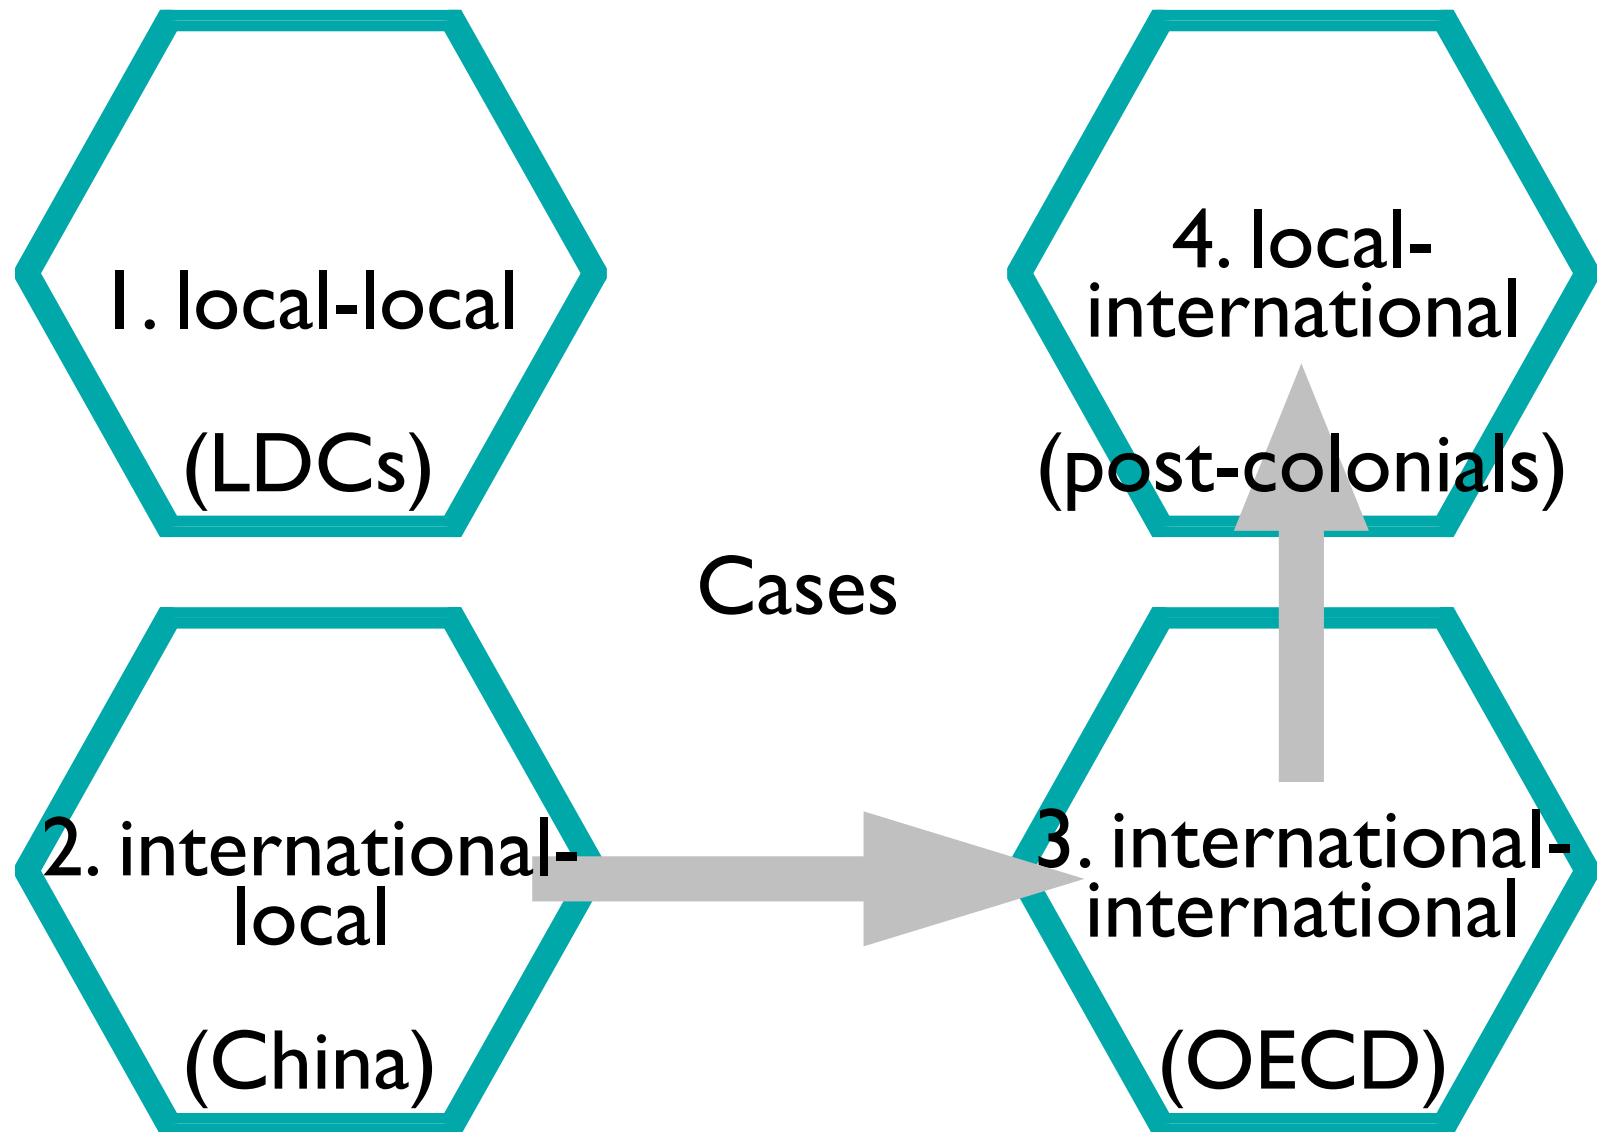 1. local-local
(LDCs)
4. local-
international
(post-colonials)
Cases
2. international-
local
(China)
3. international-
international
(OECD)